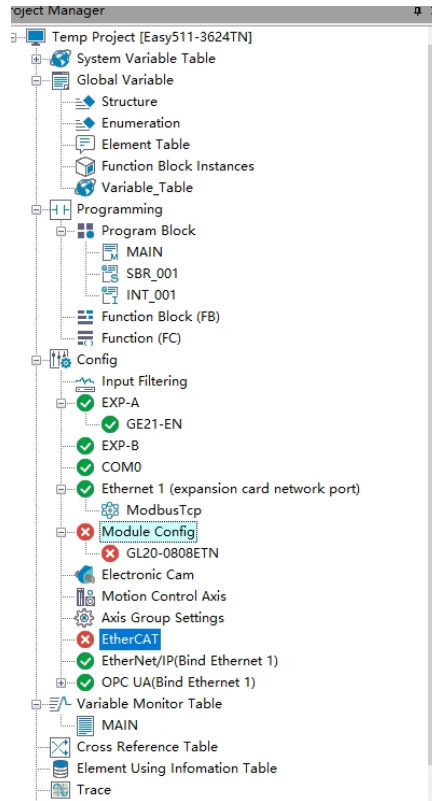 oject Manager
Temp Project [Easy511-3624TN]
System Variable Table
Global Variable
Structure
Enumeration
Element Table
Function Block Instances
Variable_Table
Programming
Program Block
MAIN
SBR_001
INT_001
Function Block (FB)
Function (FC)
Config
Input Filtering
EXP-A
GE21-EN
EXP-B
COM0
Ethernet 1 (expansion card network port)
ModbusTcp
Module Config
GL20-0808ETN
Electronic Cam
Motion Control Axis
Axis Group Settings
EtherCAT
EtherNet/IP(Bind Ethernet 1)
OPC UA(Bind Ethernet 1)
Variable Monitor Table
MAIN
Cross Reference Table
Element Using Infomation Table
Trace